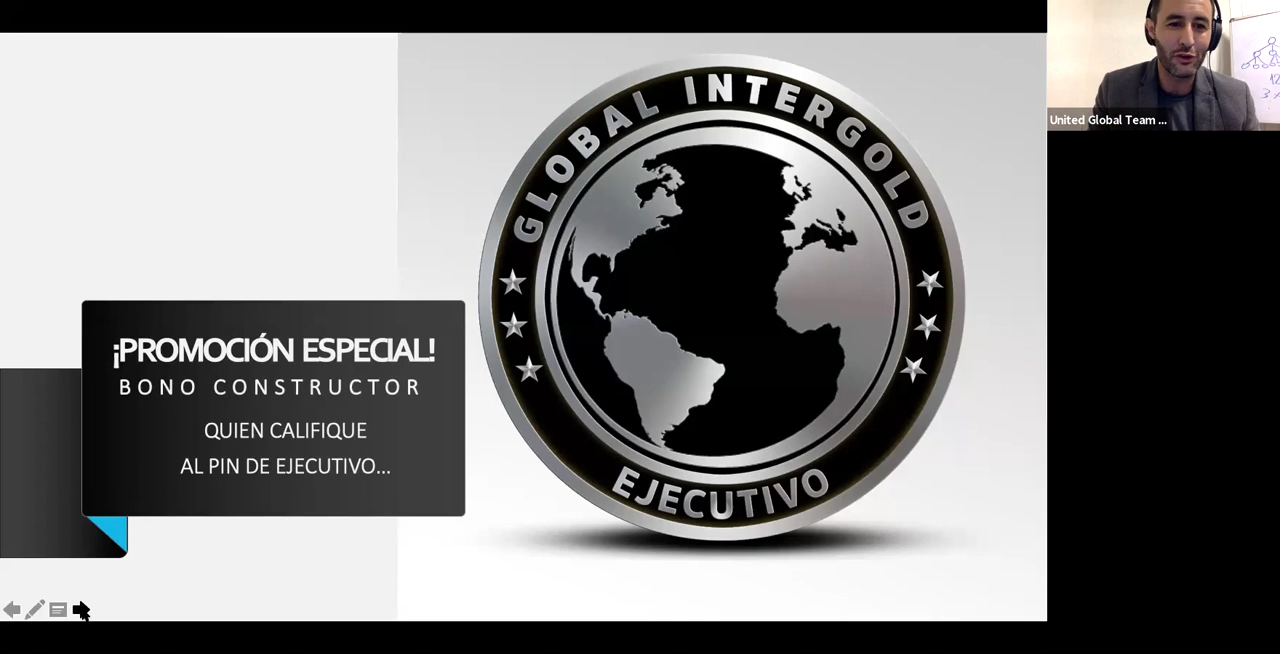 GLOBAL INTERGOLD
EJECUTIVO
¡PROMOCIÓN ESPECIAL!
BONO CONSTRUCTOR
QUIEN CALIFIQUE
AL PIN DE EJECUTIVO...
United Global Team ...